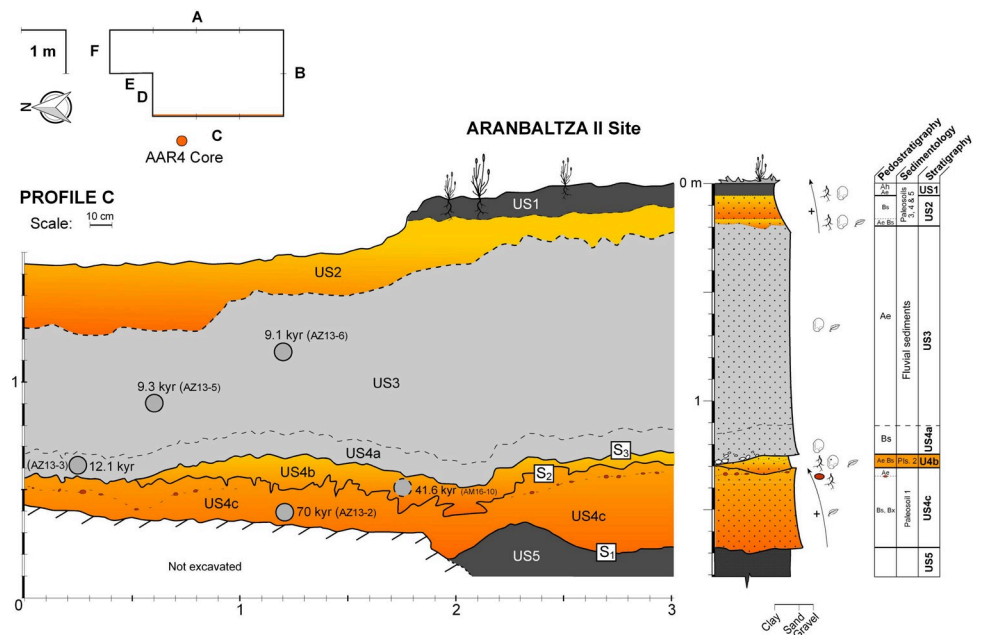 A
1 m
F
B
E
D
N
C
AAR4 Core
ARANBALTZA II Site
PROFILE C
Scale: 10 cm
US1
US2
9.1 kyr (AZ13-6)
9.3 kyr (AZ13-5)
US3
1
US4a
S3
(AZ13-3) 12.1 kyr
US4b
S2
41.6 kyr (AM16-10)
US4c
70 kyr (AZ13-2)
US4c
S1
US5
Not excavated
0 1 2 3
0 m
1
+
+
Clay
Sand
Gravel
Pedostratigraphy
Sedimentology
Stratigraphy
Ah
Ae
Bs
Ae Bs
Ae
Bs
Ae Bs
Ae
Bs, Bx
Paleosoils
3, 4 & 5
Fluvial sediments
Pls. 2
Paleosoil 1
US1
US2
US3
US4a
U4b
US4c
US5